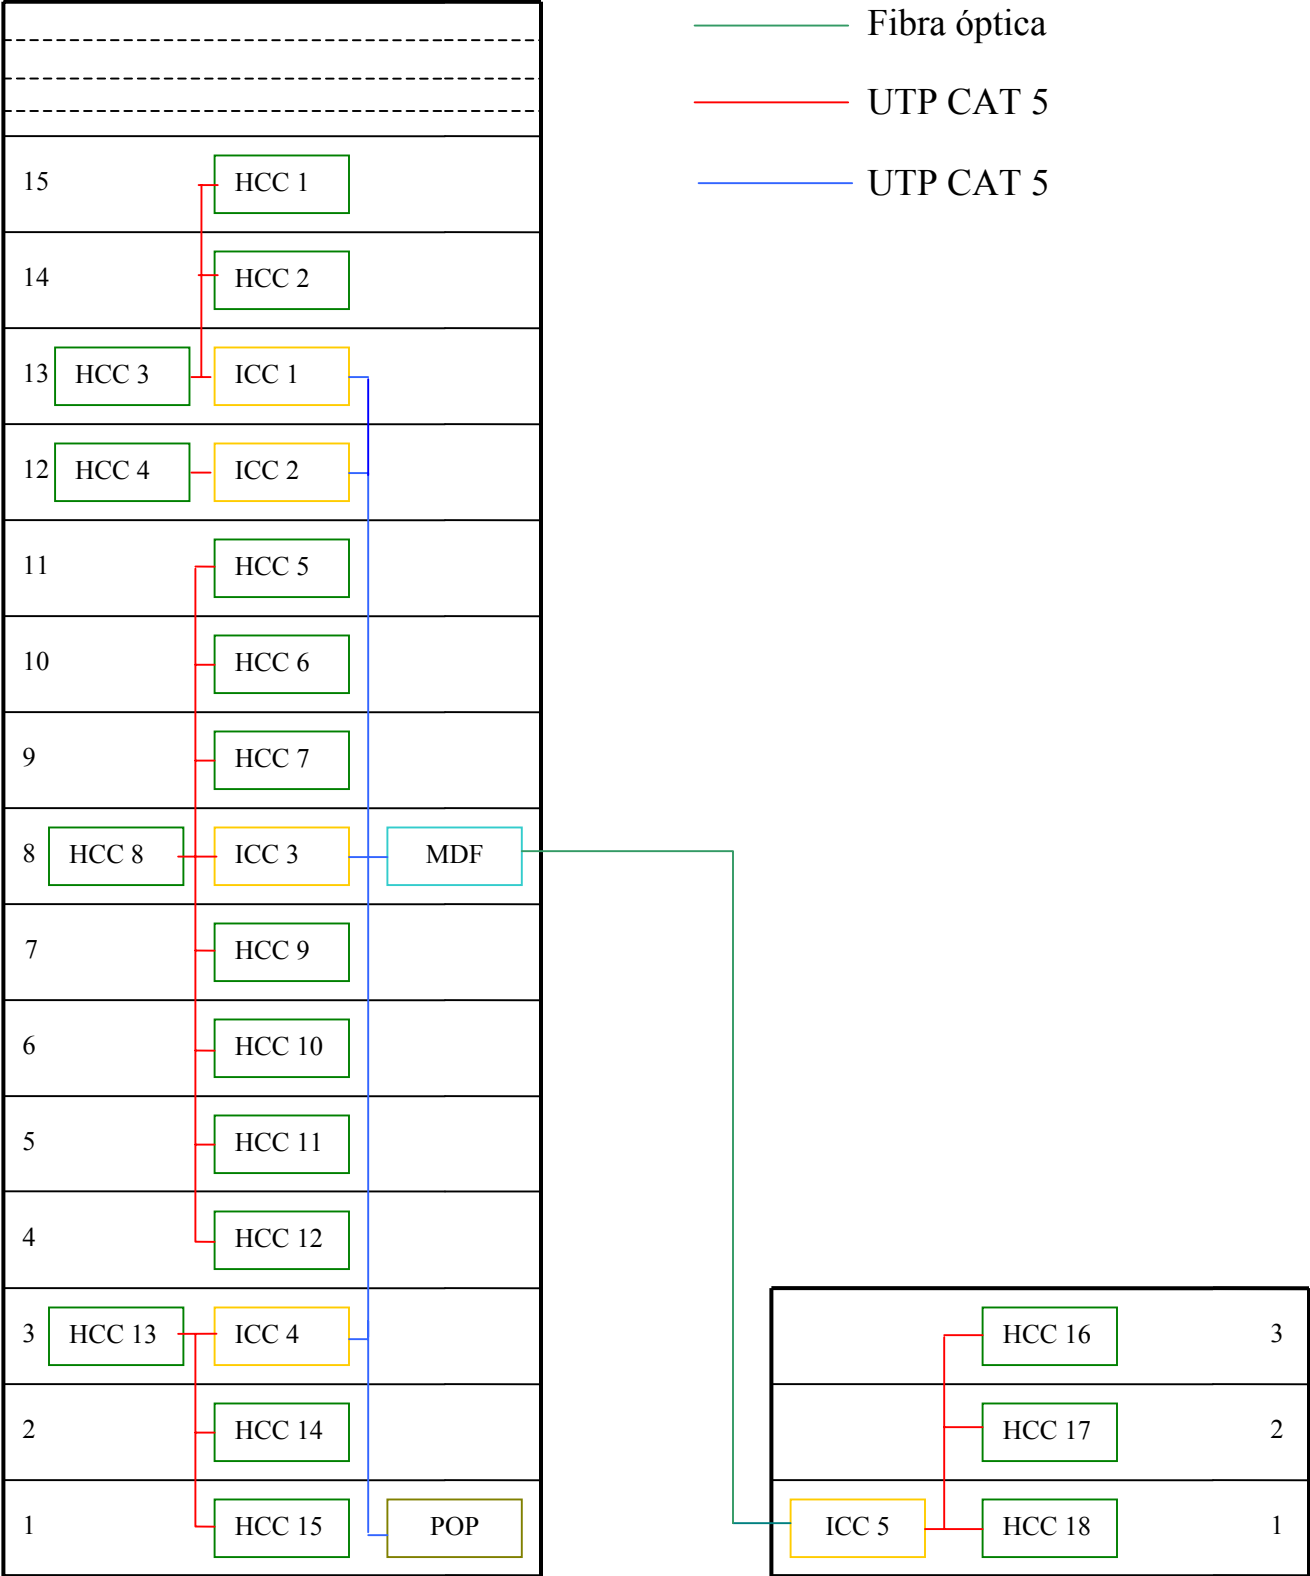 Fibra óptica
UTP CAT 5
UTP CAT 5
15 HCC 1
14 HCC 2
13 HCC 3 ICC 1
12 HCC 4 ICC 2
11 HCC 5
10 HCC 6
9 HCC 7
8 HCC 8 ICC 3 MDF
7 HCC 9
6 HCC 10
5 HCC 11
4 HCC 12
3 HCC 13 ICC 4
2 HCC 14
1 HCC 15 POP
HCC 16 3
HCC 17 2
ICC 5 HCC 18 1